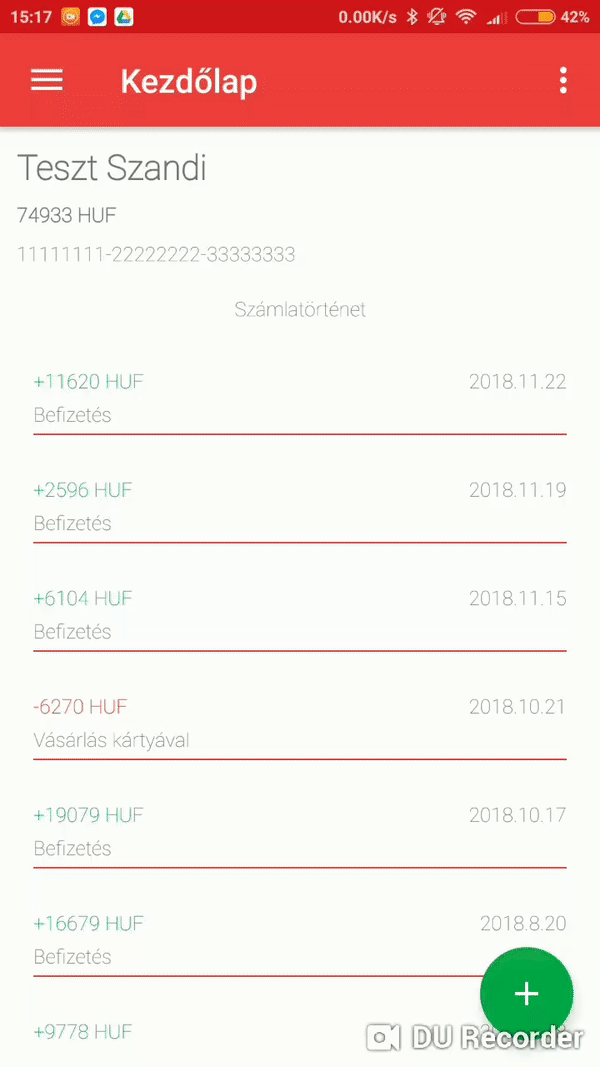 15:17 0.00K/s 42%
Kezdőlap
Teszt Szandi
74933 HUF
11111111-22222222-33333333
Számlatörténet
+11620 HUF 2018.11.22
Befizetés
+2596 HUF 2018.11.19
Befizetés
+6104 HUF 2018.11.15
Befizetés
-6270 HUF 2018.10.21
Vásárlás kártyával
+19079 HUF 2018.10.17
Befizetés
+16679 HUF 2018.8.20
Befizetés
+
+9778 HUF
DU Recorder